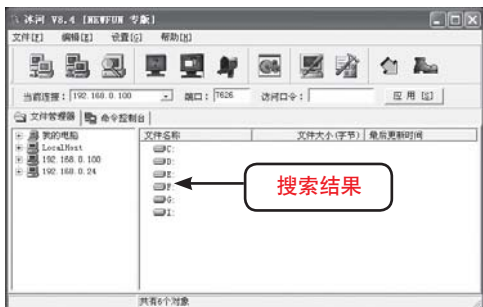 冰河 V8.4 [NEWFUN 专版]
文件[F] 编辑[E] 设置[G] 帮助[H]
当前连接： 192.168.0.100 端口： 7626 访问口令： 应 用 [S]
文件管理器 命令控制台
我的电脑
LocalHost
192.168.0.100
192.168.0.24
文件名称 文件大小(字节) 最后更新时间
C:
D:
E:
F:
G:
I:
搜索结果
共有6个对象